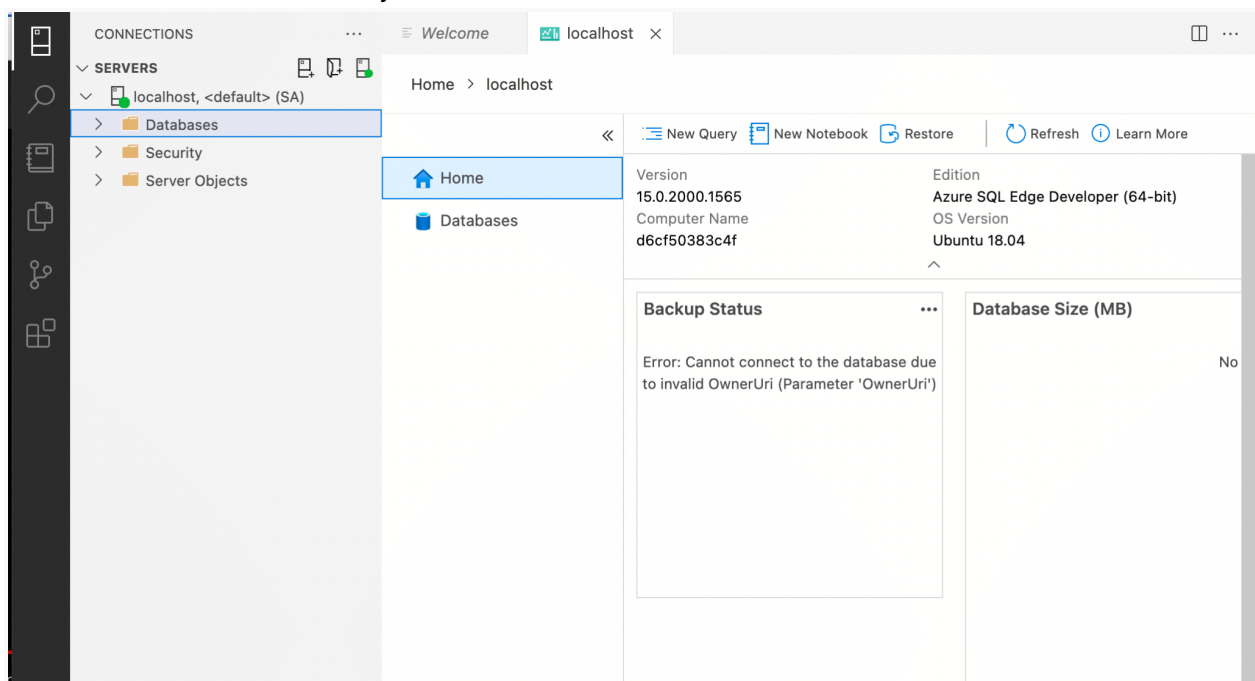 CONNECTIONS
SERVERS
localhost, <default> (SA)
Databases
Security
Server Objects
Welcome
localhost
Home > localhost
New Query
New Notebook
Restore
Refresh
Learn More
Home
Databases
Version
15.0.2000.1565
Computer Name
d6cf50383c4f
Edition
Azure SQL Edge Developer (64-bit)
OS Version
Ubuntu 18.04
Backup Status
Error: Cannot connect to the database due
to invalid OwnerUri (Parameter 'OwnerUri')
Database Size (MB)
No